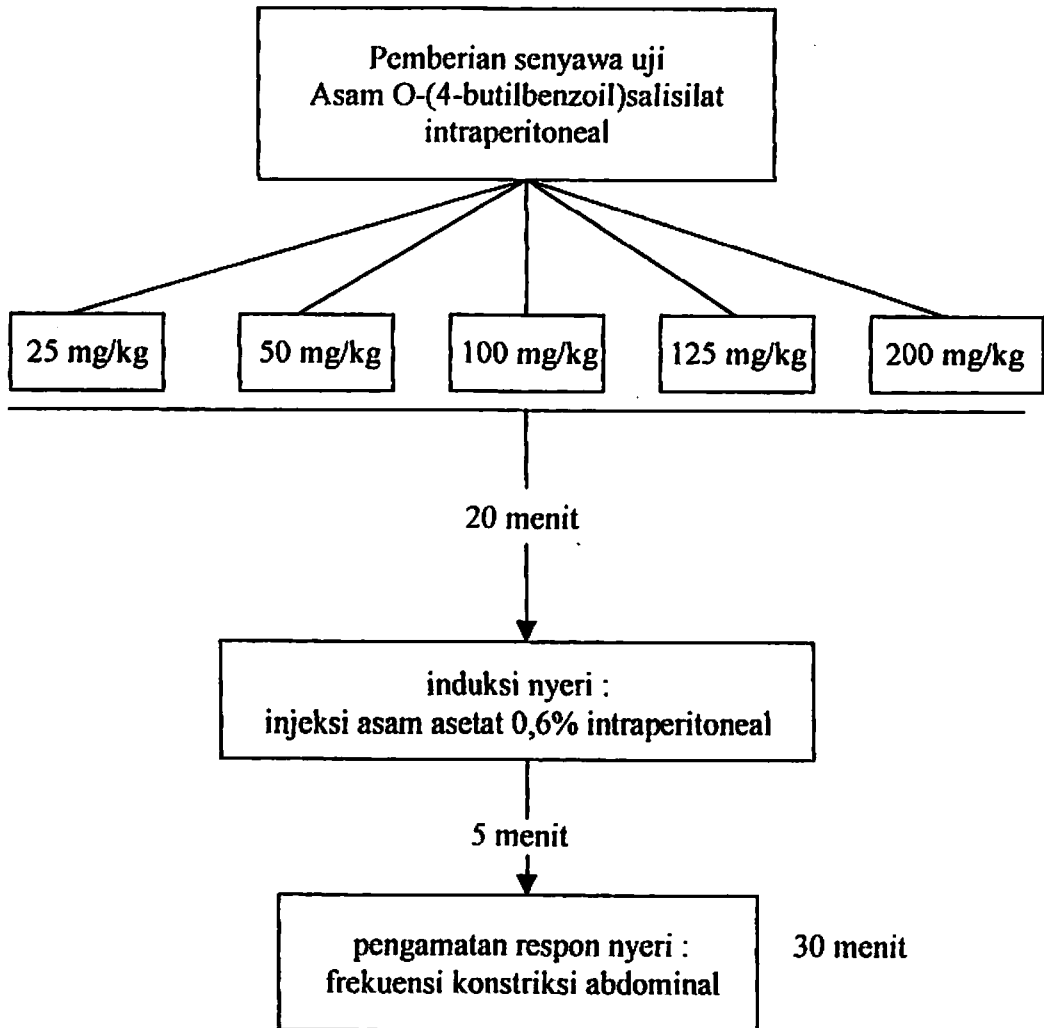 Pemberian senyawa uji
Asam O-(4-butilbenzoil)salisilat
intraperitoneal
25 mg/kg
50 mg/kg
100 mg/kg
125 mg/kg
200 mg/kg
20 menit
induksi nyeri :
injeksi asam asetat 0,6% intraperitoneal
5 menit
pengamatan respon nyeri :
frekuensi konstriksi abdominal
30 menit